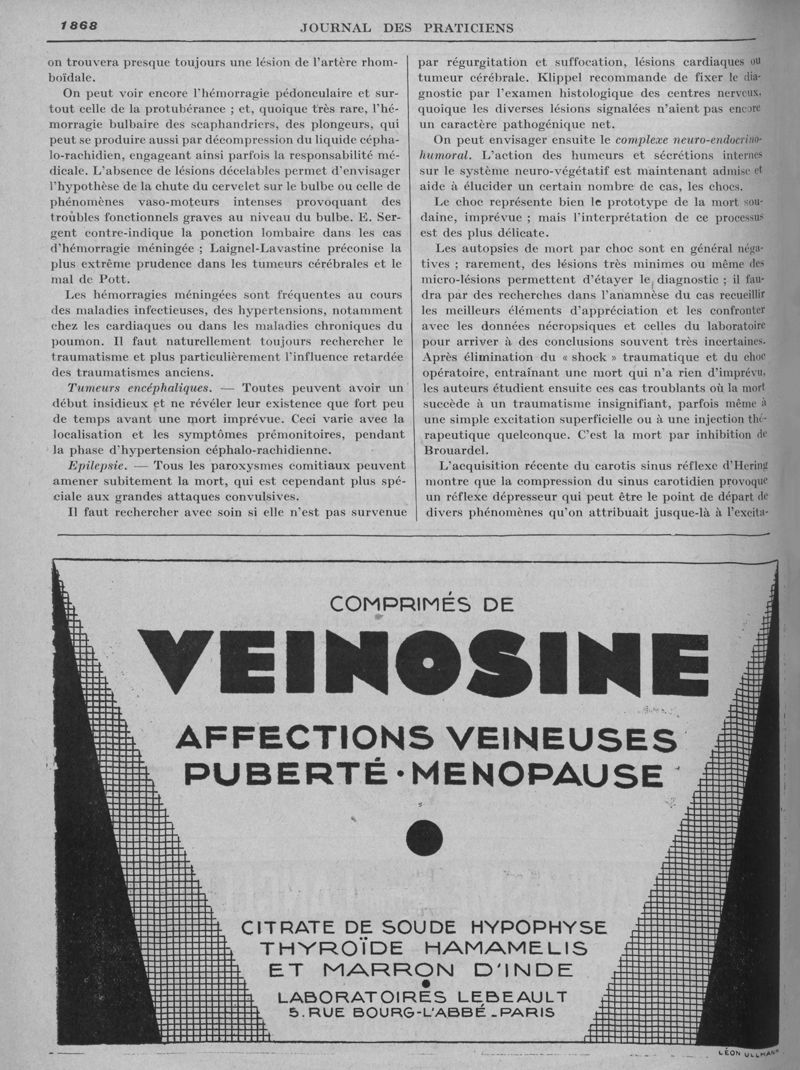 1868
JOURNAL DES PRATICIENS
on trouvera presque toujours une lésion de l'artère rhom-
boïdale.
On peut voir encore l'hémorragie pédonculaire et sur-
tout celle de la protubérance ; et, quoique très rare, l'hé-
morragie bulbaire des scaphandriers, des plongeurs, qui
peut se produire aussi par décompression du liquide cépha-
lo-rachidien, engageant ainsi parfois la responsabilité mé-
dicale. L'absence de lésions décelables permet d'envisager
l'hypothèse de la chute du cervelet sur le bulbe ou celle de
phénomènes vaso-moteurs intenses provoquant des
troubles fonctionnels graves au niveau du bulbe. E. Ser-
gent contre-indique la ponction lombaire dans les cas
d'hémorragie méningée ; Laignel-Lavastine préconise la
plus extrême prudence dans les tumeurs cérébrales et le
mal de Pott.
Les hémorragies méningées sont fréquentes au cours
des maladies infectieuses, des hypertensions, notamment
chez les cardiaques ou dans les maladies chroniques du
poumon. Il faut naturellement toujours rechercher le
traumatisme et plus particulièrement l'influence retardée
des traumatismes anciens.
Tumeurs encéphaliques. — Toutes peuvent avoir un
début insidieux et ne révéler leur existence que fort peu
de temps avant une mort imprévue. Ceci varie avec la
localisation et les symptômes prémonitoires, pendant
la phase d'hypertension céphalo-rachidienne.
Epilepsie. — Tous les paroxysmes comitiaux peuvent
amener subitement la mort, qui est cependant plus spé-
ciale aux grandes attaques convulsives.
Il faut rechercher avec soin si elle n'est pas survenue
par régurgitation et suffocation, lésions cardiaques ou
tumeur cérébrale. Klippel recommande de fixer le dia-
gnostic par l'examen histologique des centres nerveux,
quoique les diverses lésions signalées n'aient pas encore
un caractère pathogénique net.
On peut envisager ensuite le complexe neuro-endocrino-
humoral. L'action des humeurs et sécrétions internes
sur le système neuro-végétatif est maintenant admise et
aide à élucider un certain nombre de cas, les chocs.
Le choc représente bien le prototype de la mort sou-
daine, imprévue ; mais l'interprétation de ce processus
est des plus délicate.
Les autopsies de mort par choc sont en général néga-
tives ; rarement, des lésions très minimes ou même des
micro-lésions permettent d'étayer le diagnostic ; il fau-
dra par des recherches dans l'anamnèse du cas recueillir
les meilleurs éléments d'appréciation et les confronter
avec les données nécropsiques et celles du laboratoire
pour arriver à des conclusions souvent très incertaines.
Après élimination du « shock » traumatique et du choc
opératoire, entraînant une mort qui n'a rien d'imprévu,
les auteurs étudient ensuite ces cas troublants où la mort
succède à un traumatisme insignifiant, parfois même à
une simple excitation superficielle ou à une injection thé-
rapeutique quelconque. C'est la mort par inhibition de
Brouardel.
L'acquisition récente du carotis sinus réflexe d'Hering
montre que la compression du sinus carotidien provoque
un réflexe dépresseur qui peut être le point de départ de
divers phénomènes qu'on attribuait jusque-là à l'excita-
COMPRIMÉS DE
VEINOSINE
AFFECTIONS VEINEUSES
PUBERTÉ · MENOPAUSE
CITRATE DE SOUDE HYPOPHYSE
THYROÏDE HAMAMELIS
ET MARRON D'INDE
LABORATOIRES LEBEAULT
5. RUE BOURG-L'ABBÉ - PARIS
LÉON ULLMANN